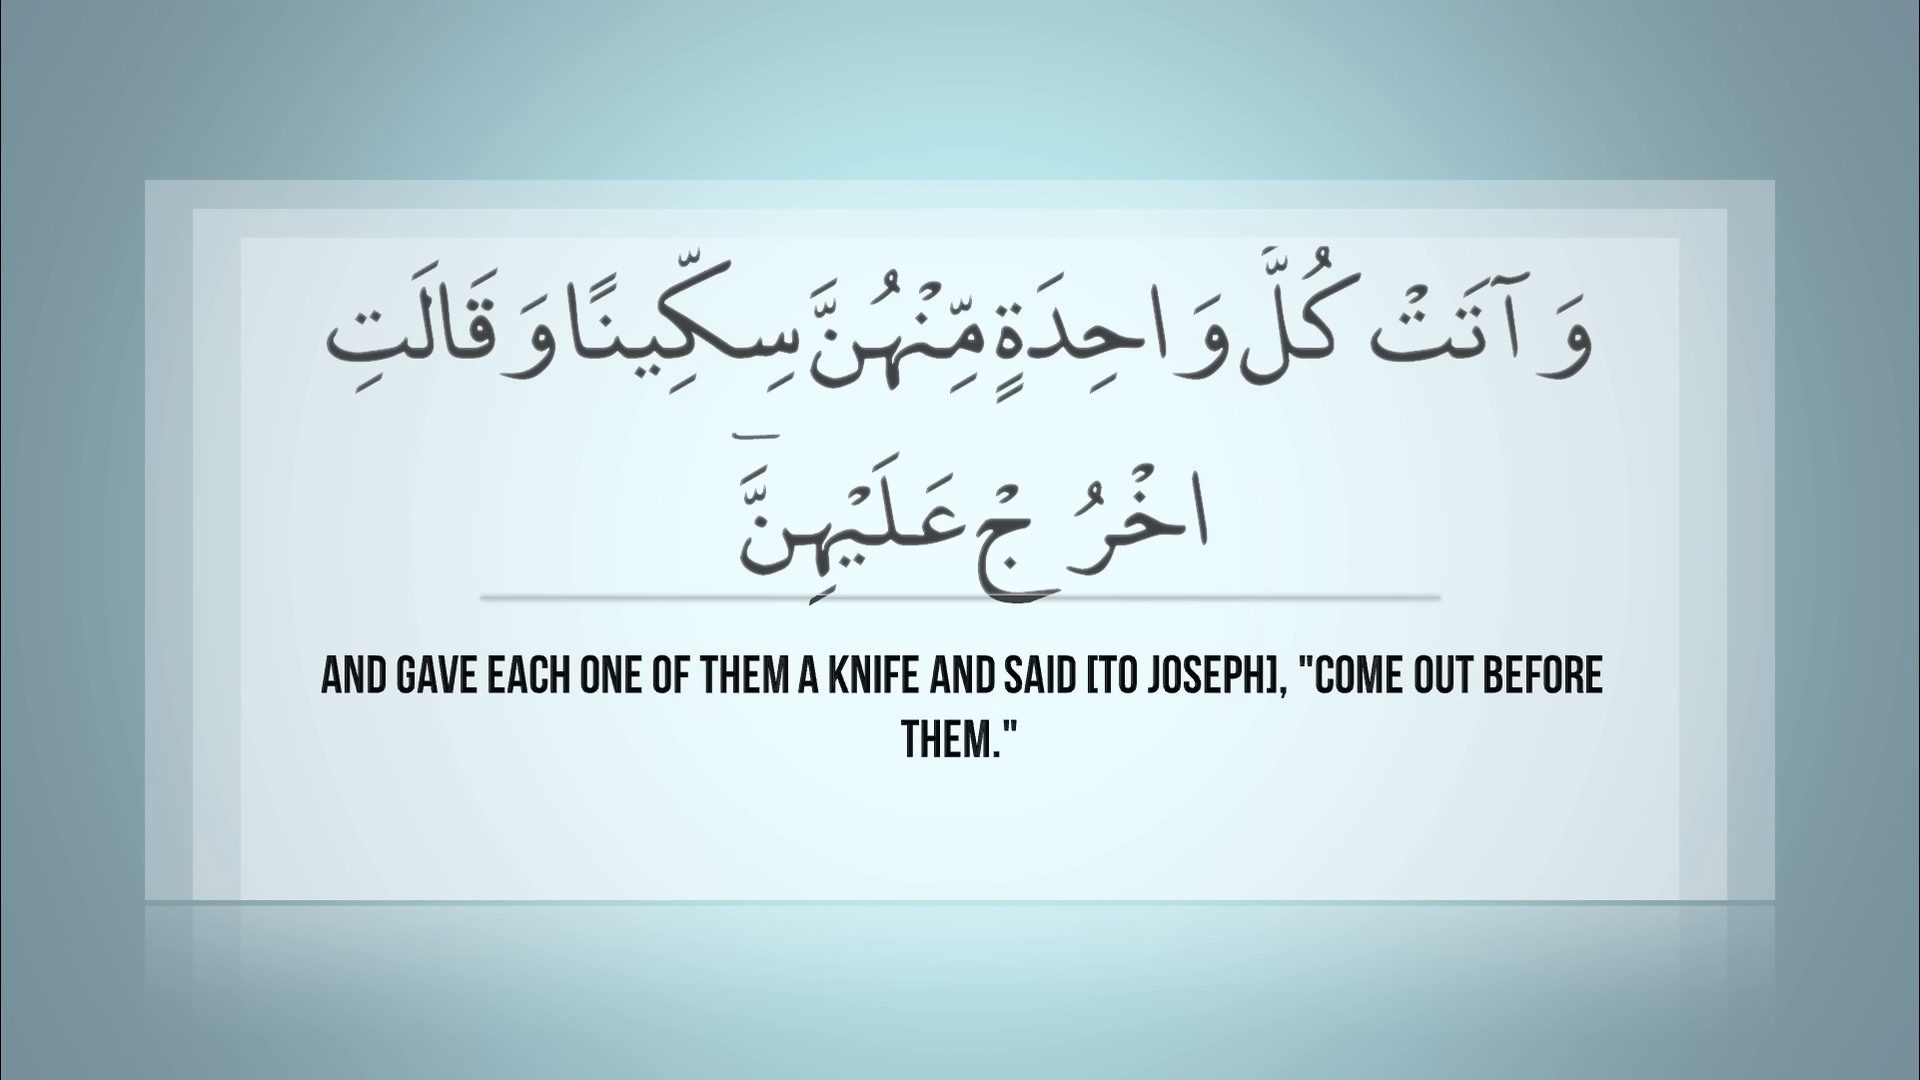 وَآتَتْ كُلَّ وَاحِدَةٍ مِّنْهُنَّ سِكِّينًا وَقَالَتِ
اخْرُجْ عَلَيْهِنَّ ۖ
AND GAVE EACH ONE OF THEM A KNIFE AND SAID [TO JOSEPH], "COME OUT BEFORE
THEM."